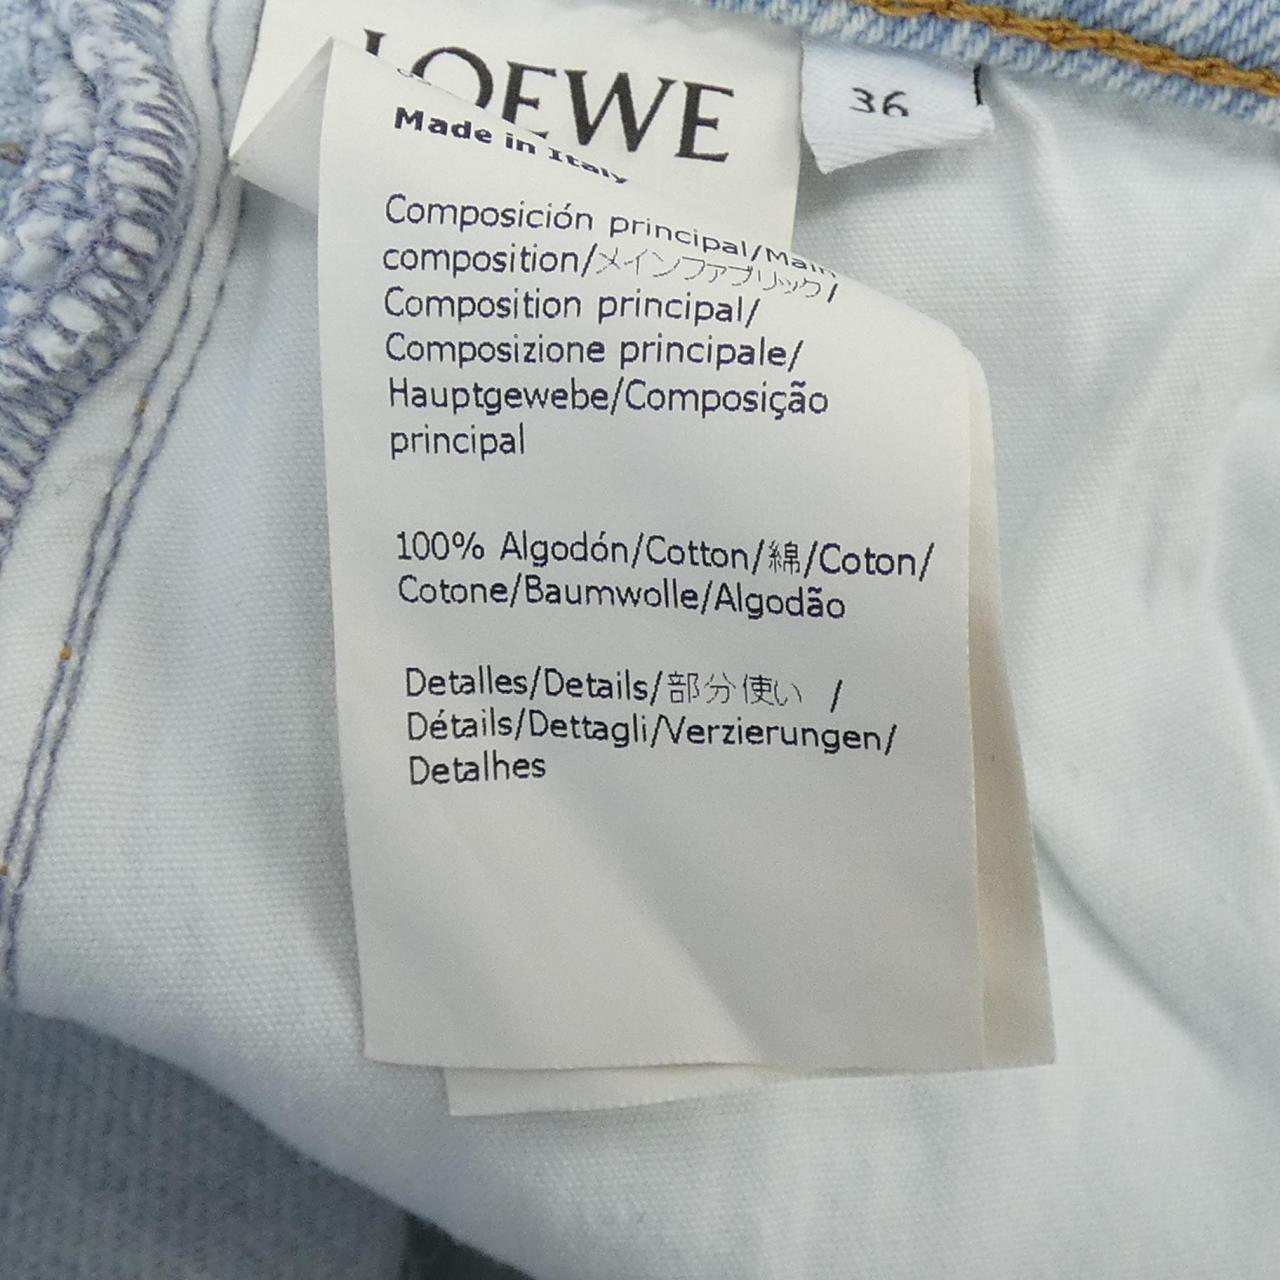 LOEWE
36
Made in Italy
Composición principal/Main
composition/メインファブリック/
Composition principal/
Composizione principale/
Hauptgewebe/Composição
principal
100% Algodón/Cotton/綿/Coton/
Cotone/Baumwolle/Algodão
Detalles/Details/部分使い /
Détails/Dettagli/Verzierungen/
Detalhes